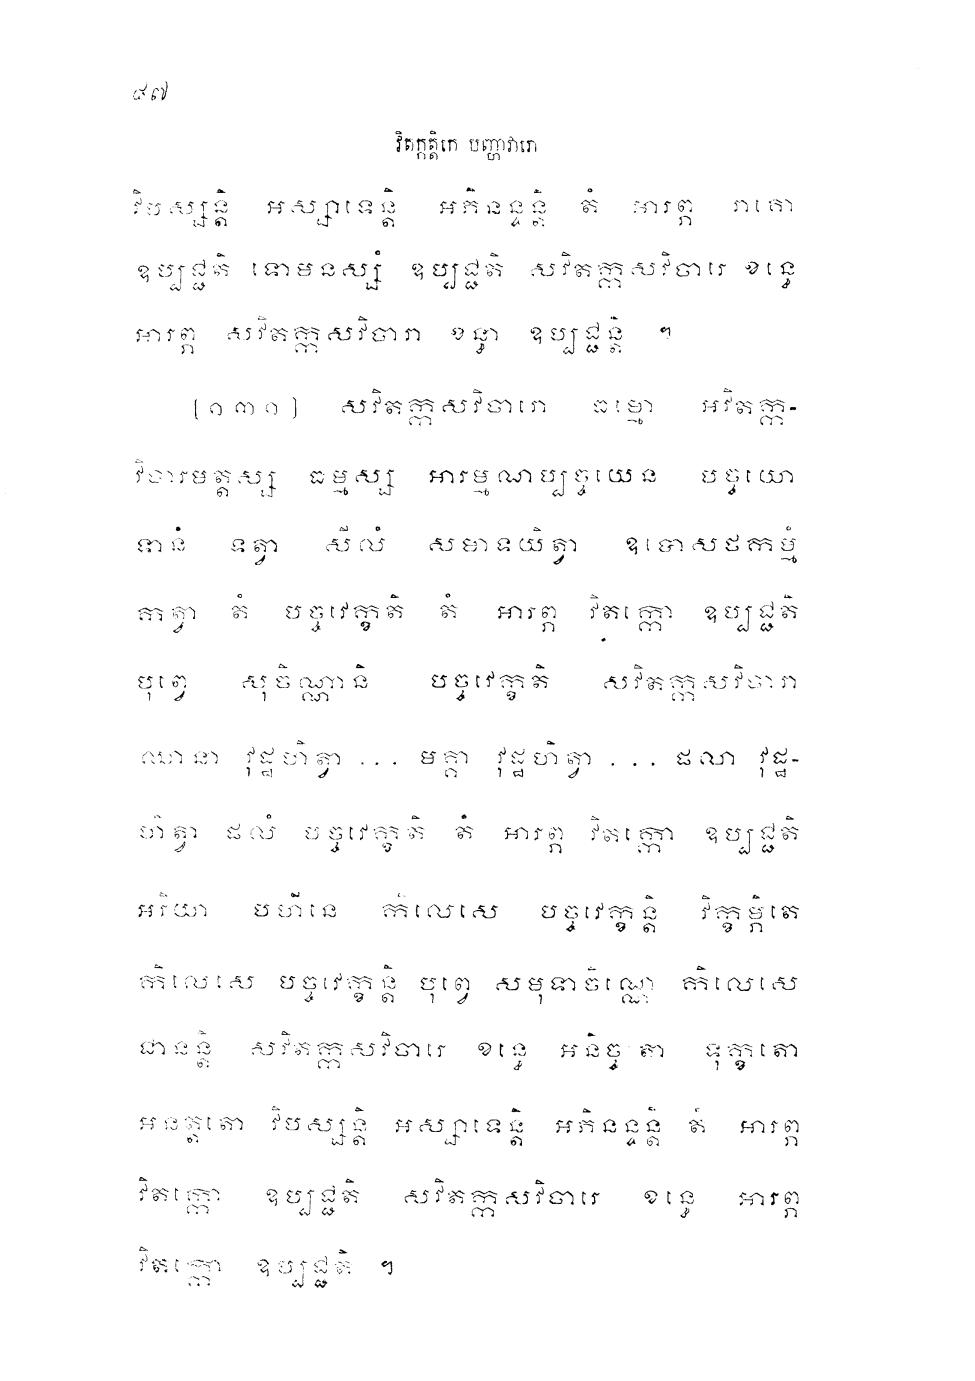 ៩៧
វិតក្កត្តិកេ បញ្ហាវារោ
វិបស្សន្តិ អស្សាទេន្តិ អភិនន្ទន្តិ តំ អារព្ភ រាគោ
ឧប្បជ្ជតិ ទោមនស្សំ ឧប្បជ្ជតិ សវិតក្កសវិចារេ ខន្ធេ
អារព្ភ សវិតក្កសវិចារា ខន្ធា ឧប្បជ្ជន្តិ ។
[១៣១] សវិតក្កសវិចារោ ធម្មោ អវិតក្ក-
វិចារមត្តស្ស ធម្មស្ស អារម្មណប្បច្ចយេន បច្ចយោ
ទានំ ទត្វា សីលំ សមាទយិត្វា ឧបោសថកម្មំ
កត្វា តំ បច្ចវេក្ខតិ តំ អារព្ភ វិតក្កោ ឧប្បជ្ជតិ
បុព្វេ សុចិណ្ណានិ បច្ចវេក្ខតិ សវិតក្កសវិចារា
ឈានា វុដ្ឋហិត្វា ... មគ្គា វុដ្ឋហិត្វា ... ផលា វុដ្ឋ-
ហិត្វា ផលំ បច្ចវេក្ខតិ តំ អារព្ភ វិតក្កោ ឧប្បជ្ជតិ
អរិយា បហីនេ កិលេសេ បច្ចវេក្ខន្តិ វិក្ខម្ភិតេ
កិលេសេ បច្ចវេក្ខន្តិ បុព្វេ សមុទាចិណ្ណេ កិលេសេ
ជានន្តិ សវិតក្កសវិចារេ ខន្ធេ អនិច្ចតោ ទុក្ខតោ
អនត្តតោ វិបស្សន្តិ អស្សាទេន្តិ អភិនន្ទន្តិ តំ អារព្ភ
វិតក្កោ ឧប្បជ្ជតិ សវិតក្កសវិចារេ ខន្ធេ អារព្ភ
វិតក្កោ ឧប្បជ្ជតិ ។